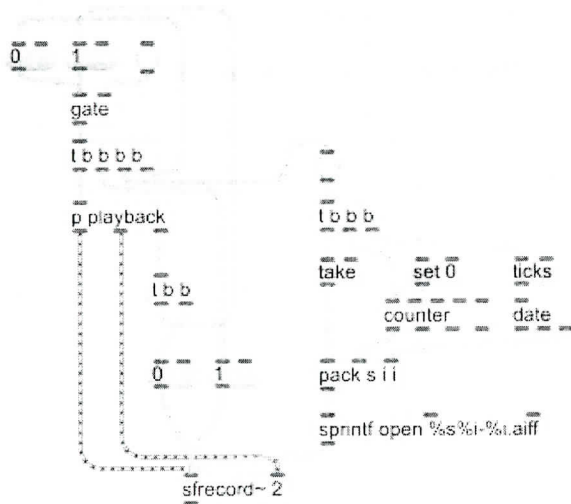 0 1
gate
t b b b b
t b b b
p playback
take set 0 ticks
t b b
counter date
0 1
pack s i i
sprintf open %s%i-%i.aiff
sfrecord~ 2